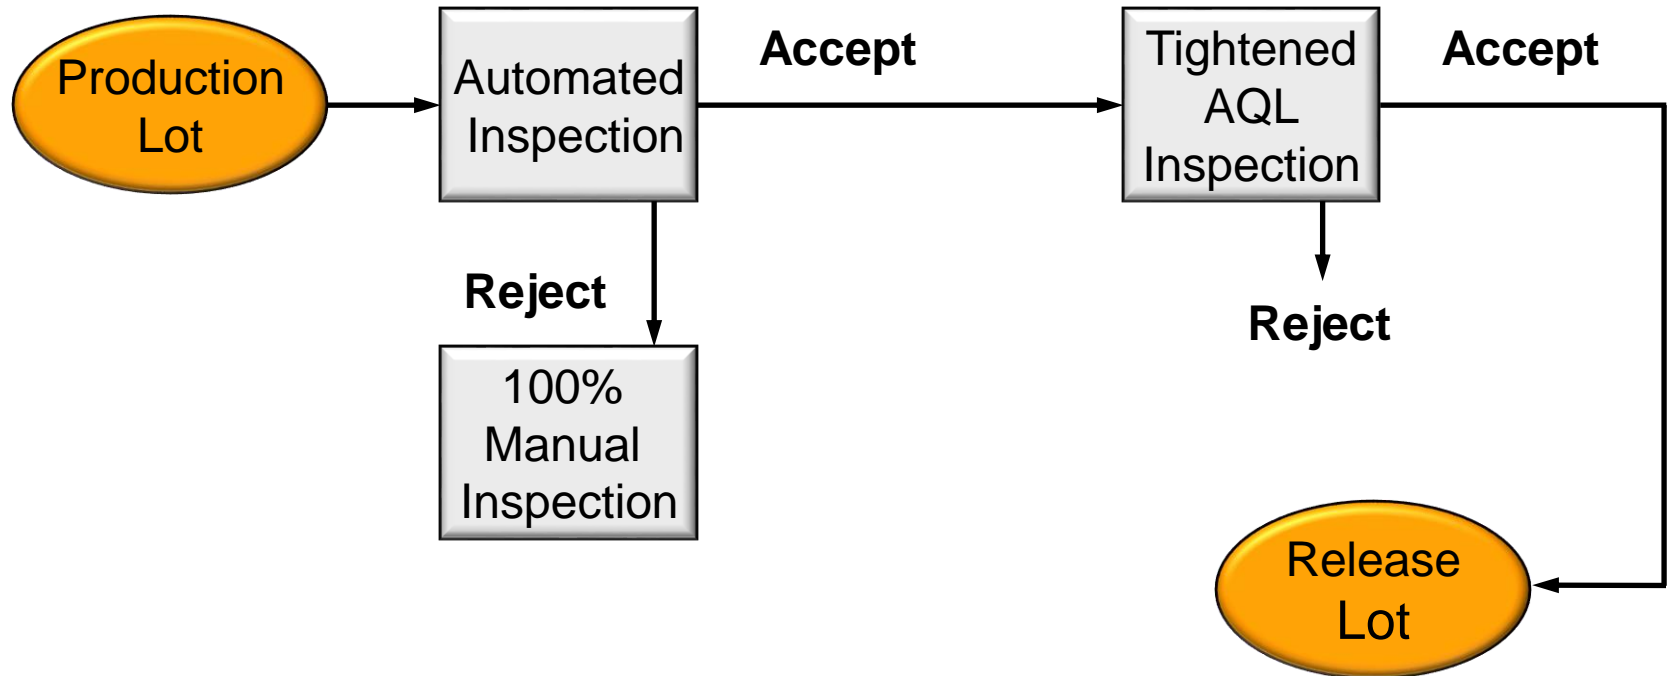 Production
Lot
Automated
Inspection
Accept
Tightened
AQL
Inspection
Accept
Reject
Reject
100%
Manual
Inspection
Release
Lot